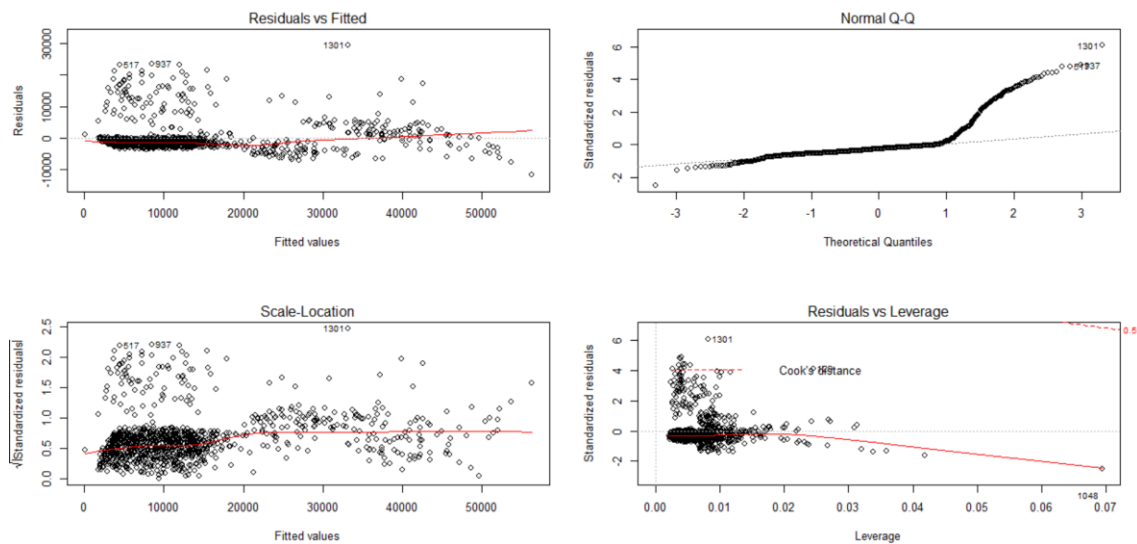 Residuals vs Fitted
Residuals
-10000 0 10000 30000
1301
517 937
0 10000 20000 30000 40000 50000
Fitted values
Normal Q-Q
Standardized residuals
-2 0 2 4 6
1301
937
-3 -2 -1 0 1 2 3
Theoretical Quantiles
Scale-Location
√|Standardized residuals|
0.0 0.5 1.0 1.5 2.0 2.5
1301
517 937
0 10000 20000 30000 40000 50000
Fitted values
Residuals vs Leverage
Standardized residuals
-2 0 2 4 6
1301
Cook's distance
0.5
1048
0.00 0.01 0.02 0.03 0.04 0.05 0.06 0.07
Leverage